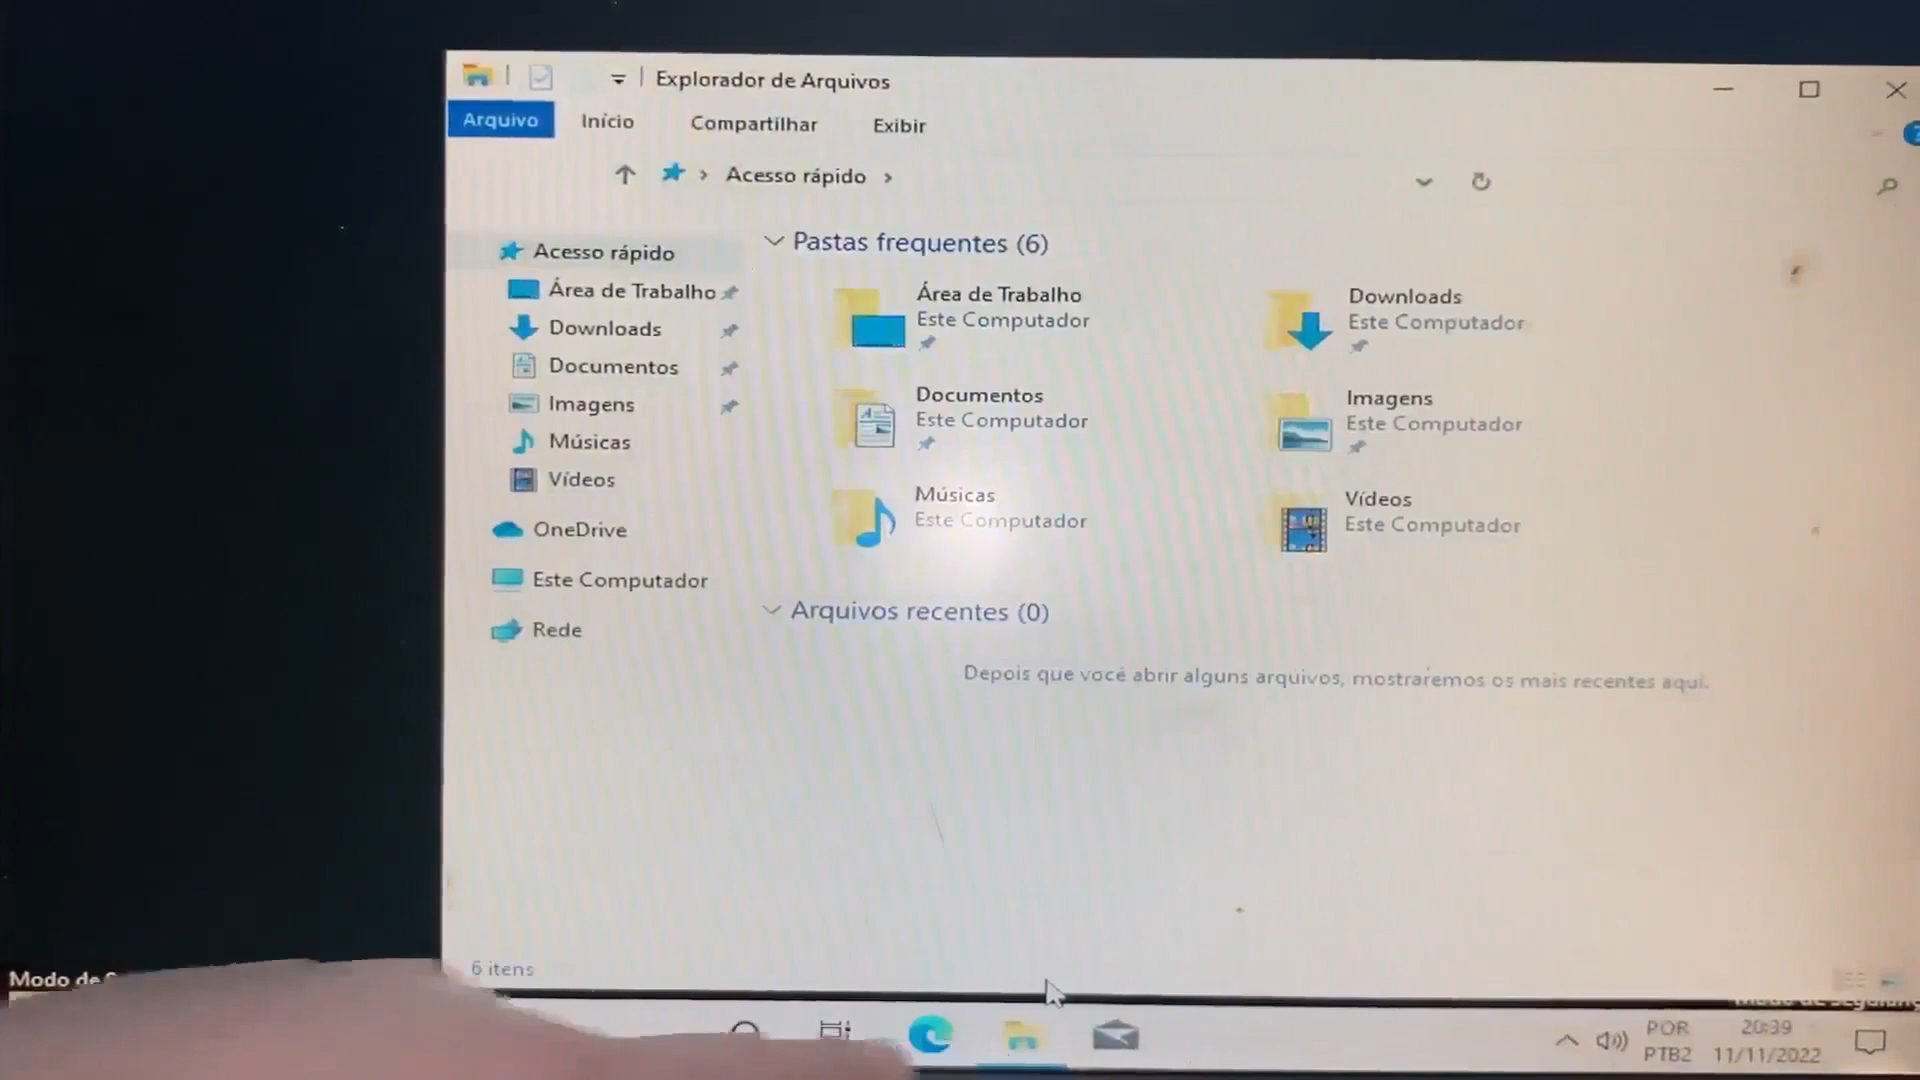 Explorador de Arquivos
Arquivo
Início
Compartilhar
Exibir
Acesso rápido
Acesso rápido
Área de Trabalho
Downloads
Documentos
Imagens
Músicas
Vídeos
OneDrive
Este Computador
Rede
Pastas frequentes (6)
Área de Trabalho
Este Computador
Downloads
Este Computador
Documentos
Este Computador
Imagens
Este Computador
Músicas
Este Computador
Vídeos
Este Computador
Arquivos recentes (0)
Depois que você abrir alguns arquivos, mostraremos os mais recentes aqui.
6 itens
Modo de
POR
PTB2
20:39
11/11/2022